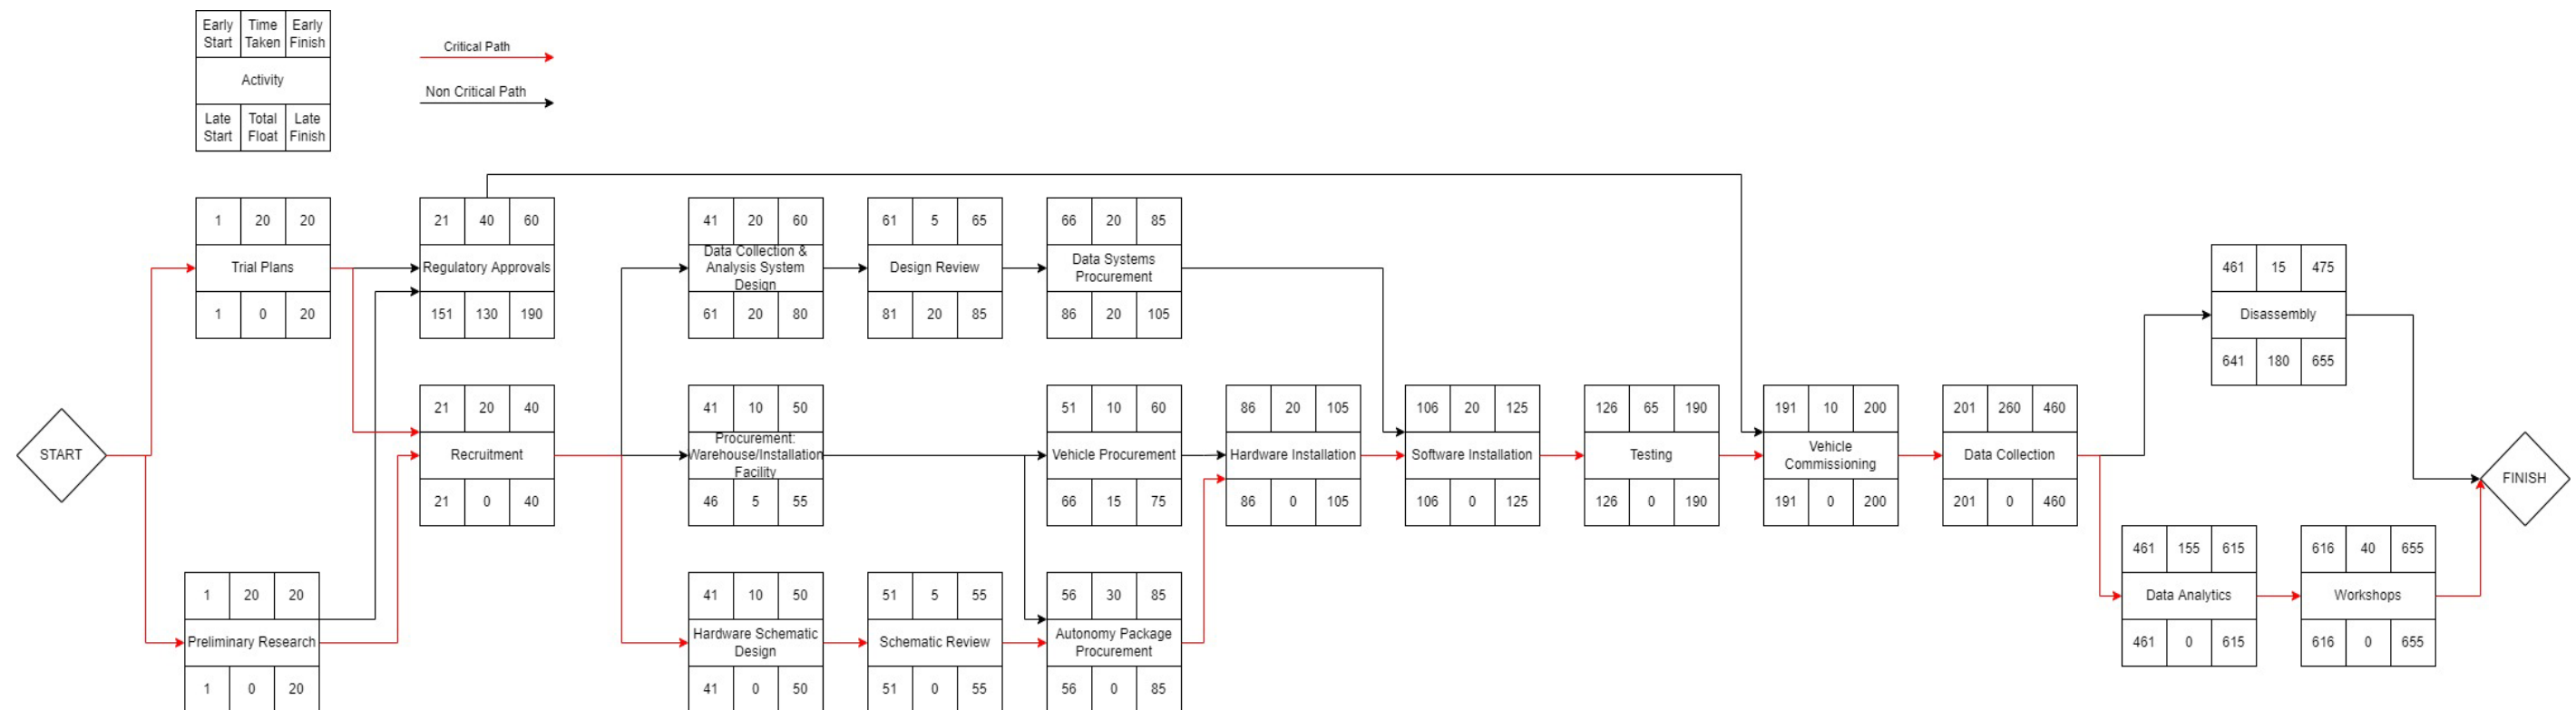 Early Start
Time Taken
Early Finish
Activity
Late Start
Total Float
Late Finish
Critical Path
Non Critical Path
START
1 20 20
Trial Plans
1 0 20
1 20 20
Preliminary Research
1 0 20
21 40 60
Regulatory Approvals
151 130 190
21 20 40
Recruitment
21 0 40
41 20 60
Data Collection &
Analysis System
Design
61 20 80
61 5 65
Design Review
81 20 85
66 20 85
Data Systems
Procurement
86 20 105
41 10 50
Procurement:
Warehouse/Installation
Facility
46 5 55
51 10 60
Vehicle Procurement
66 15 75
41 10 50
Hardware Schematic
Design
41 0 50
51 5 55
Schematic Review
51 0 55
56 30 85
Autonomy Package
Procurement
56 0 85
86 20 105
Hardware Installation
86 0 105
106 20 125
Software Installation
106 0 125
126 65 190
Testing
126 0 190
191 10 200
Vehicle
Commissioning
191 0 200
201 260 460
Data Collection
201 0 460
461 15 475
Disassembly
641 180 655
461 155 615
Data Analytics
461 0 615
616 40 655
Workshops
616 0 655
FINISH